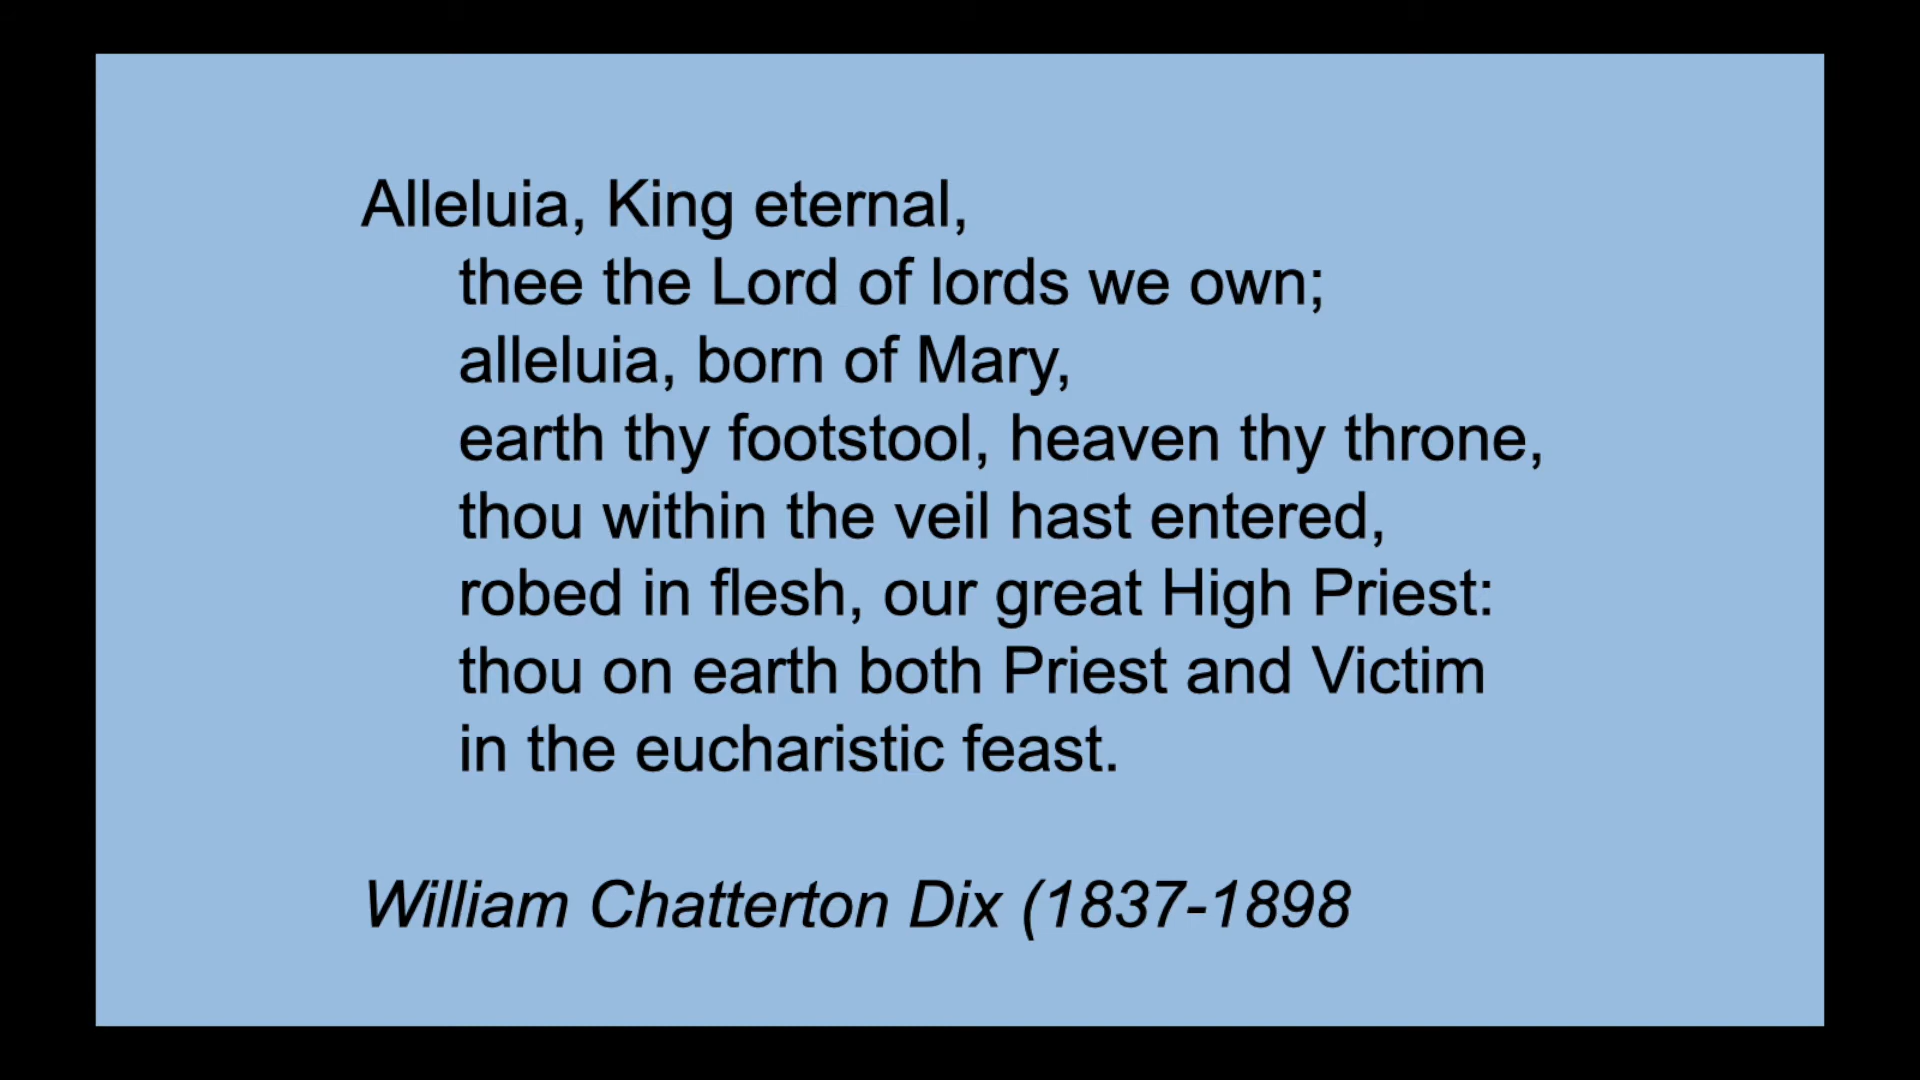 Alleluia, King eternal,
thee the Lord of lords we own;
alleluia, born of Mary,
earth thy footstool, heaven thy throne,
thou within the veil hast entered,
robed in flesh, our great High Priest:
thou on earth both Priest and Victim
in the eucharistic feast.
William Chatterton Dix (1837-1898